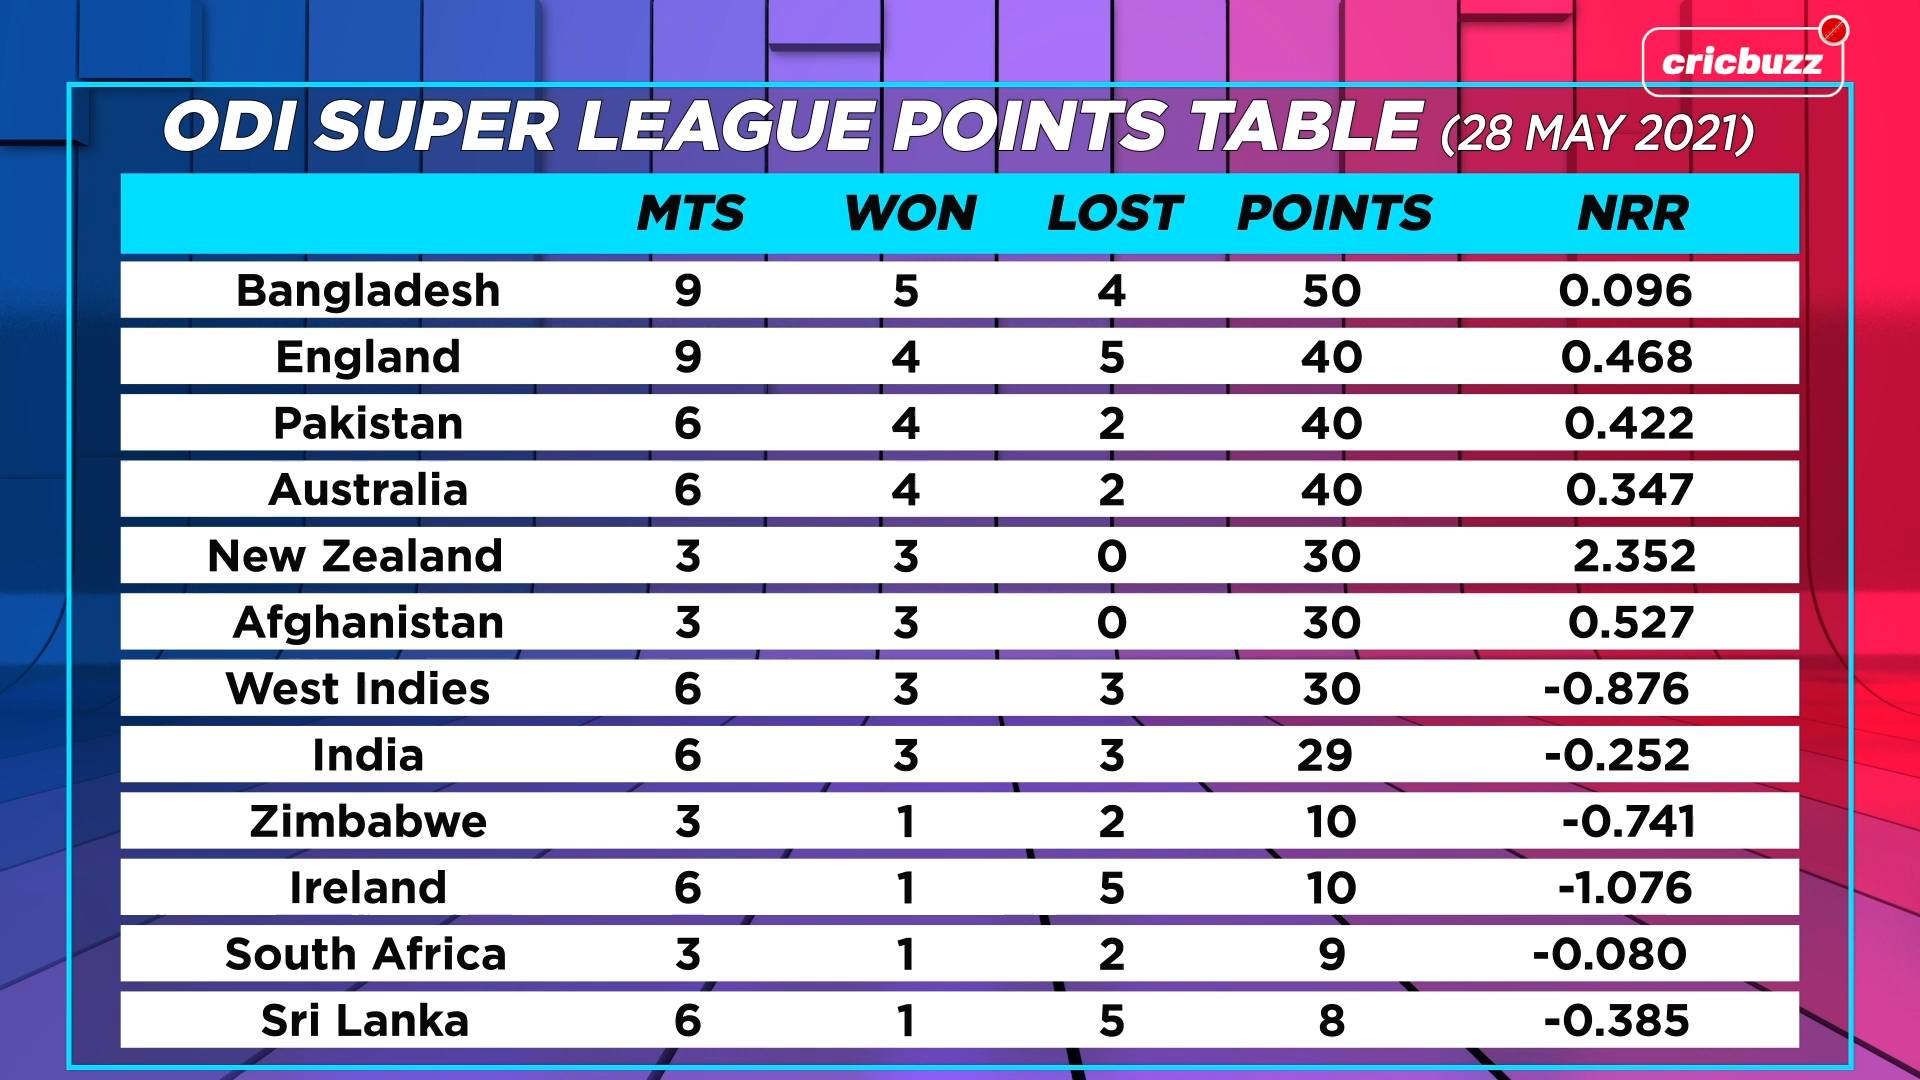 cricbuzz
ODI SUPER LEAGUE POINTS TABLE (28 MAY 2021)
MTS WON LOST POINTS NRR
Bangladesh 9 5 4 50 0.096
England 9 4 5 40 0.468
Pakistan 6 4 2 40 0.422
Australia 6 4 2 40 0.347
New Zealand 3 3 0 30 2.352
Afghanistan 3 3 0 30 0.527
West Indies 6 3 3 30 -0.876
India 6 3 3 29 -0.252
Zimbabwe 3 1 2 10 -0.741
Ireland 6 1 5 10 -1.076
South Africa 3 1 2 9 -0.080
Sri Lanka 6 1 5 8 -0.385